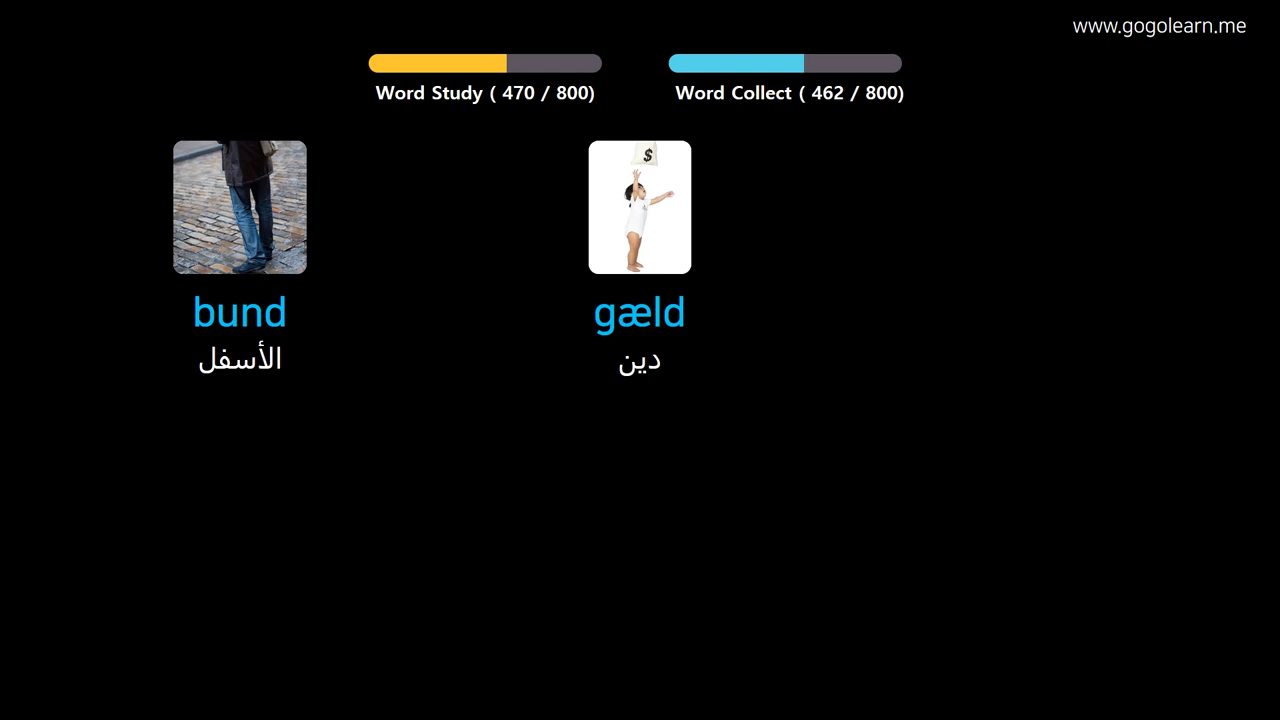 www.gogolearn.me
Word Study ( 470 / 800)
Word Collect ( 462 / 800)
$
bund
الأسفل
gæld
دين